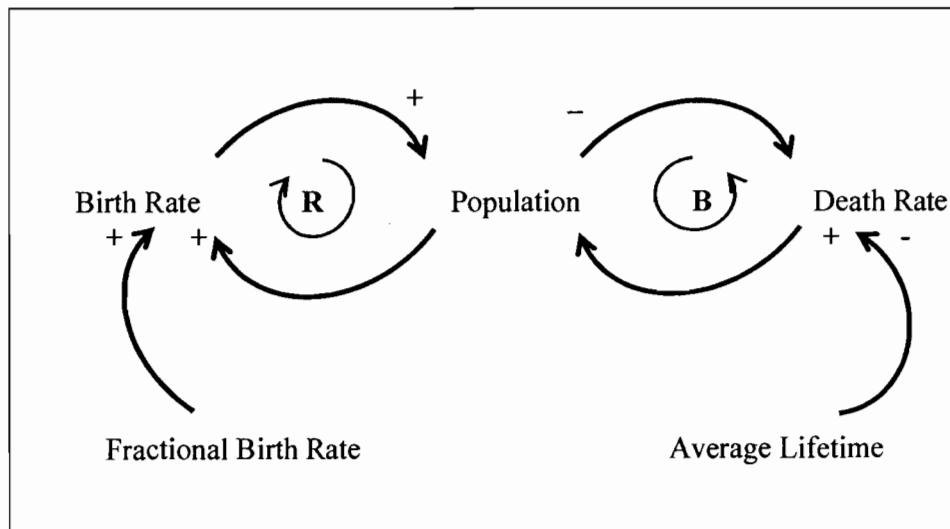 + –
R B
Birth Rate Population Death Rate
+ + + -
Fractional Birth Rate Average Lifetime